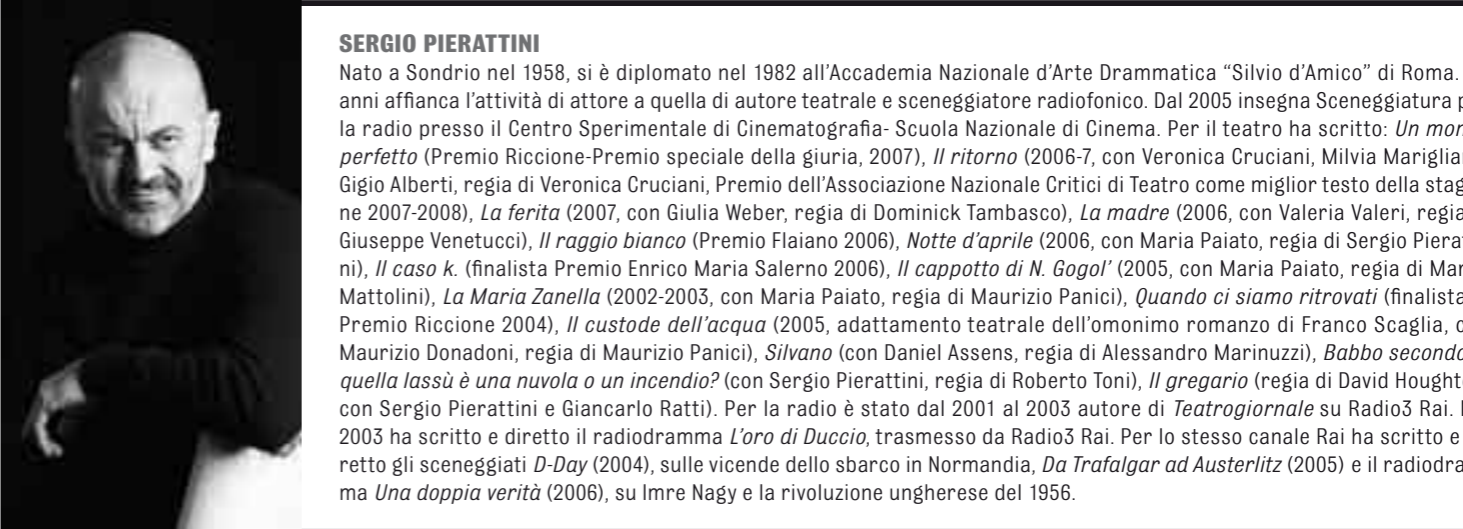 SERGIO PIERATTINI
Nato a Sondrio nel 1958, si è diplomato nel 1982 all'Accademia Nazionale d'Arte Drammatica “Silvio d'Amico” di Roma.
anni affianca l'attività di attore a quella di autore teatrale e sceneggiatore radiofonico. Dal 2005 insegna Sceneggiatura
la radio presso il Centro Sperimentale di Cinematografia- Scuola Nazionale di Cinema. Per il teatro ha scritto: Un
perfetto (Premio Riccione-Premio speciale della giuria, 2007), Il ritorno (2006-7, con Veronica Cruciani, Milvia
Gigio Alberti, regia di Veronica Cruciani, Premio dell'Associazione Nazionale Critici di Teatro come miglior testo della
ne 2007-2008), La ferita (2007, con Giulia Weber, regia di Dominick Tambasco), La madre (2006, con Valeria Valeri, regia
Giuseppe Venetucci), Il raggio bianco (Premio Flaiano 2006), Notte d'aprile (2006, con Maria Paiato, regia di Sergio
ni), Il caso k. (finalista Premio Enrico Maria Salerno 2006), Il cappotto di N. Gogol' (2005, con Maria Paiato, regia di
Mattolini), La Maria Zanella (2002-2003, con Maria Paiato, regia di Maurizio Panici), Quando ci siamo ritrovati (finalista
Premio Riccione 2004), Il custode dell'acqua (2005, adattamento teatrale dell'omonimo romanzo di Franco Scaglia,
Maurizio Donadoni, regia di Maurizio Panici), Silvano (con Daniel Assens, regia di Alessandro Marinuzzi), Babbo secondo
quella lassù è una nuvola o un incendio? (con Sergio Pierattini, regia di Roberto Toni), Il gregario (regia di David
con Sergio Pierattini e Giancarlo Ratti). Per la radio è stato dal 2001 al 2003 autore di Teatrogiornale su Radio3 Rai.
2003 ha scritto e diretto il radiodramma L'oro di Duccio, trasmesso da Radio3 Rai. Per lo stesso canale Rai ha scritto e
retto gli sceneggiati D-Day (2004), sulle vicende dello sbarco in Normandia, Da Trafalgar ad Austerlitz (2005) e il
ma Una doppia verità (2006), su Imre Nagy e la rivoluzione ungherese del 1956.